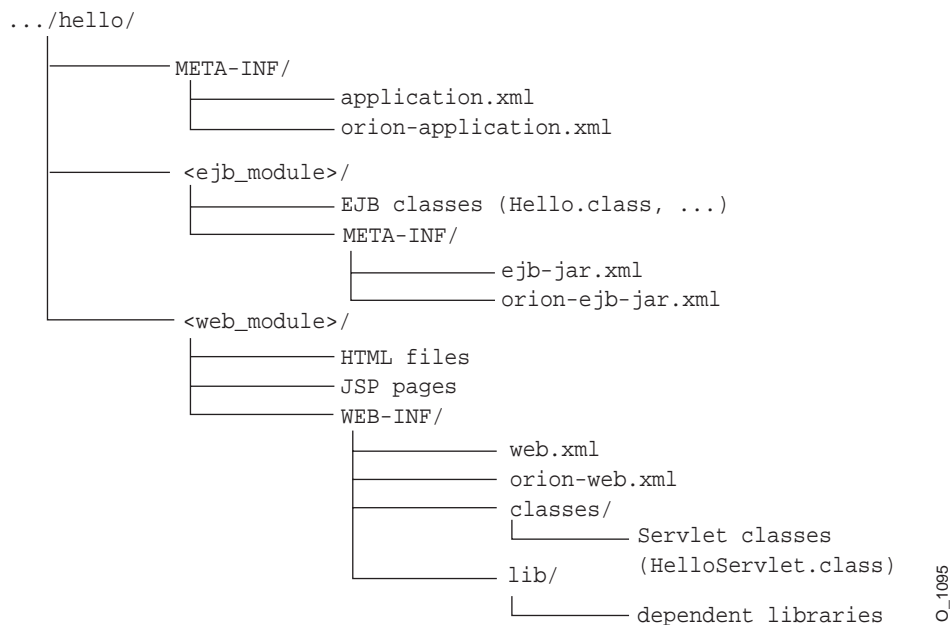 .../hello/
META-INF/
application.xml
orion-application.xml
<ejb_module>/
EJB classes (Hello.class, ...)
META-INF/
ejb-jar.xml
orion-ejb-jar.xml
<web_module>/
HTML files
JSP pages
WEB-INF/
web.xml
orion-web.xml
classes/
Servlet classes
(HelloServlet.class)
lib/
dependent libraries
O_1095